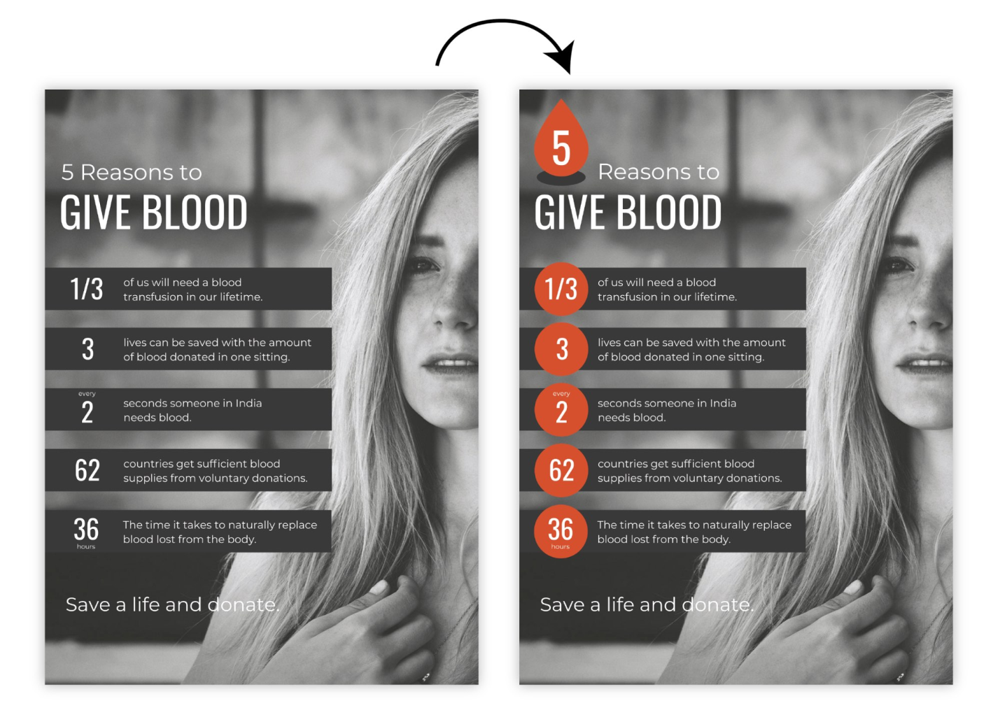 5 Reasons to
GIVE BLOOD
1/3
of us will need a blood
transfusion in our lifetime.
3
lives can be saved with the amount
of blood donated in one sitting.
every
2
seconds someone in India
needs blood.
62
countries get sufficient blood
supplies from voluntary donations.
36
hours
The time it takes to naturally replace
blood lost from the body.
Save a life and donate.
5
Reasons to
GIVE BLOOD
1/3
of us will need a blood
transfusion in our lifetime.
3
lives can be saved with the amount
of blood donated in one sitting.
every
2
seconds someone in India
needs blood.
62
countries get sufficient blood
supplies from voluntary donations.
36
hours
The time it takes to naturally replace
blood lost from the body.
Save a life and donate.